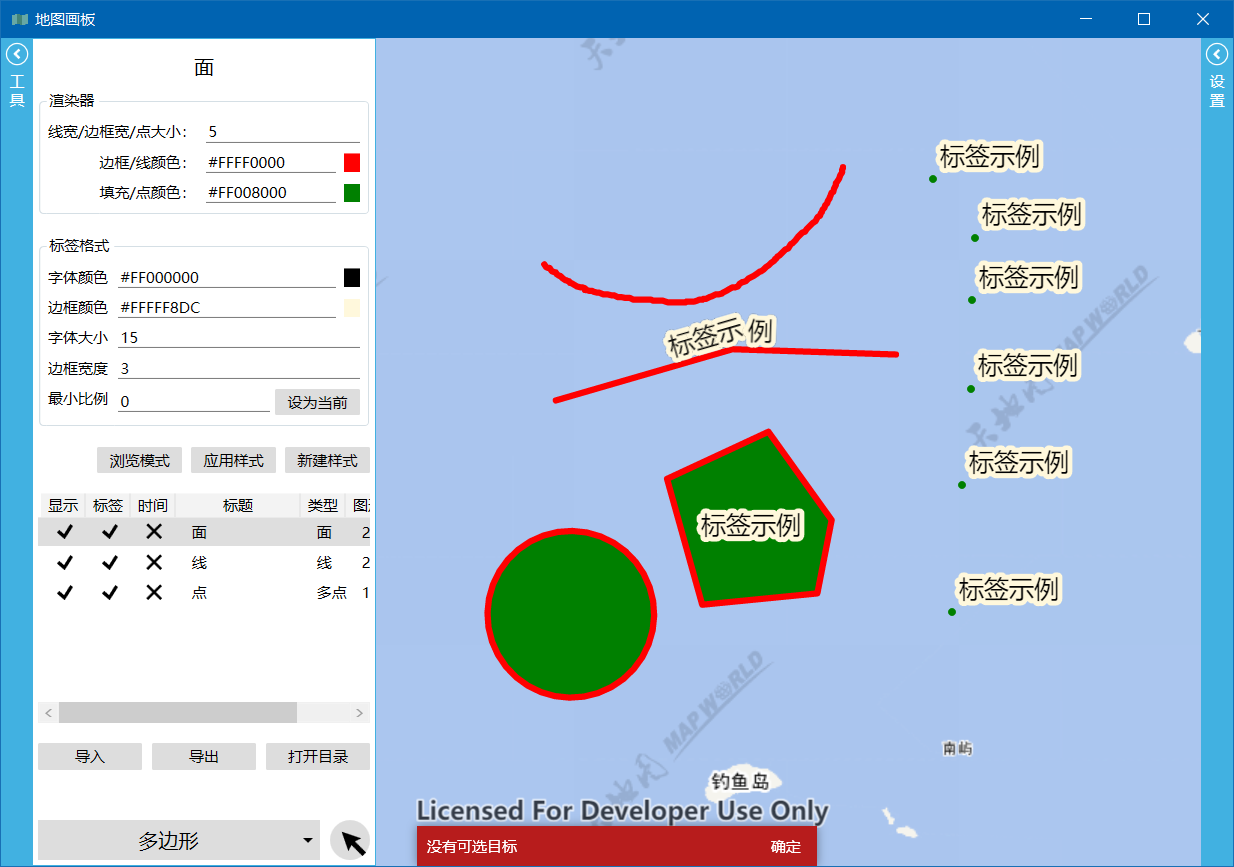 地图画板
工具
设置
面
渲染器
线宽/边框宽/点大小： 5
边框/线颜色： #FFFF0000
填充/点颜色： #FF008000
标签格式
字体颜色 #FF000000
边框颜色 #FFFFF8DC
字体大小 15
边框宽度 3
最小比例 0 设为当前
浏览模式 应用样式 新建样式
显示 标签 时间 标题 类型
面 面 2
线 线 2
点 多点 1
导入 导出 打开目录
多边形
标签示例
标签示例
标签示例
标签示例
标签示例
标签示例
标签示例
标签示例
天地
MAPWORLD
天地
MAPWORLD
南屿
钓鱼岛
Licensed For Developer Use Only
没有可选目标 确定